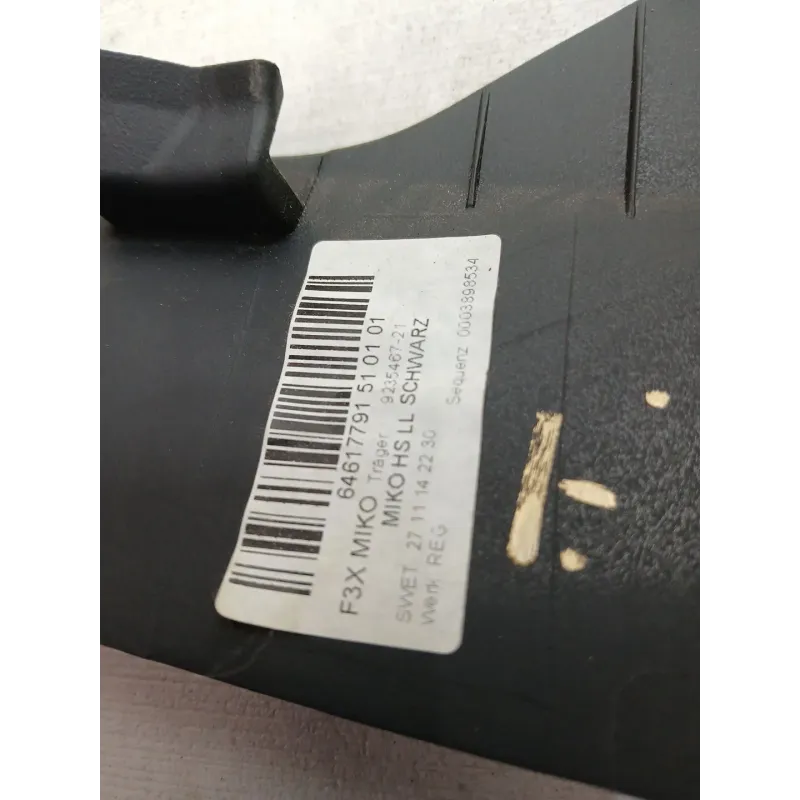 64617791 51 01 01
F3X MIKO Träger 9235467-21
MIKO HS LL SCHWARZ
SWET 27 11 14 22 30 Sequenz 0003898534
Werk REG